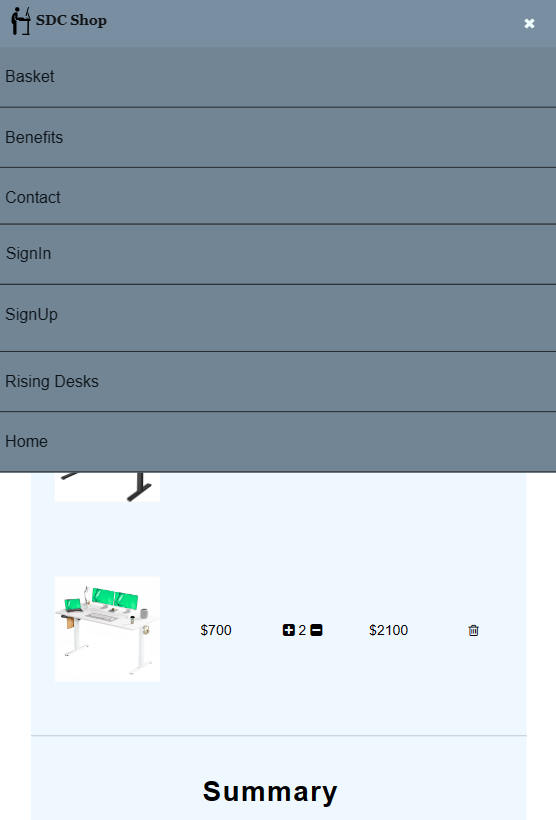 SDC Shop
Basket
Benefits
Contact
SignIn
SignUp
Rising Desks
Home
$700 2 $2100
Summary